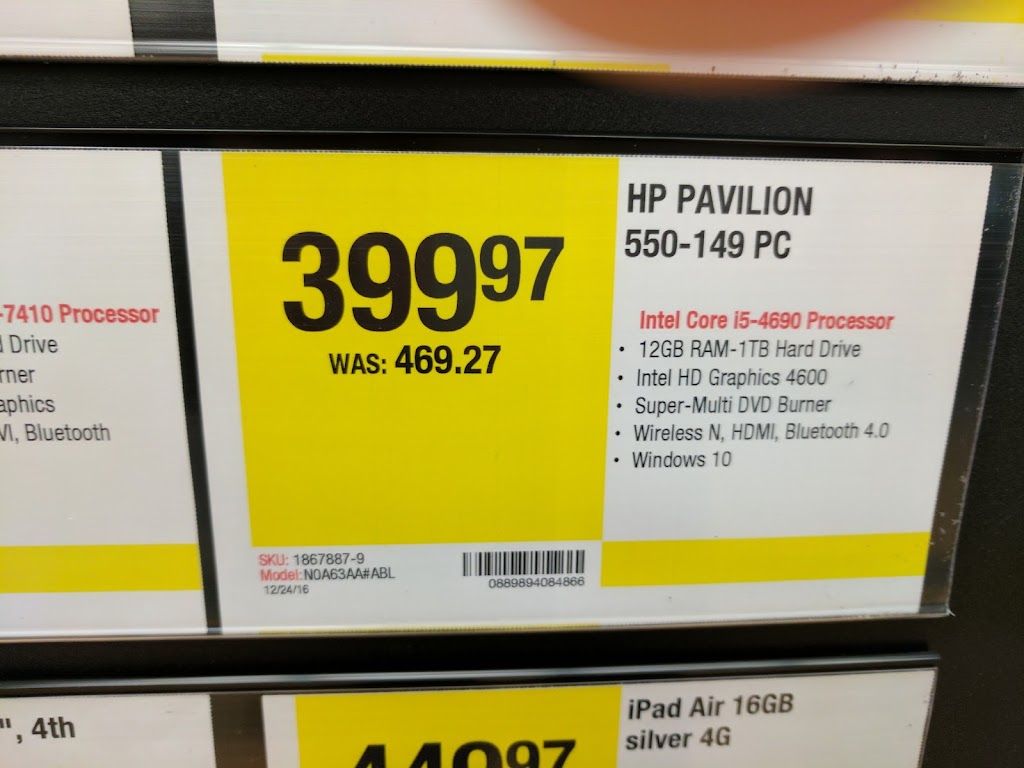 -7410 Processor
Drive
rner
aphics
VI, Bluetooth
399 97
WAS: 469.27
SKU: 1867887-9
Model:N0A63AA#ABL
12/24/16
0889894084866
HP PAVILION
550-149 PC
Intel Core i5-4690 Processor
• 12GB RAM-1TB Hard Drive
• Intel HD Graphics 4600
• Super-Multi DVD Burner
• Wireless N, HDMI, Bluetooth 4.0
• Windows 10
", 4th
449 97
iPad Air 16GB
silver 4G